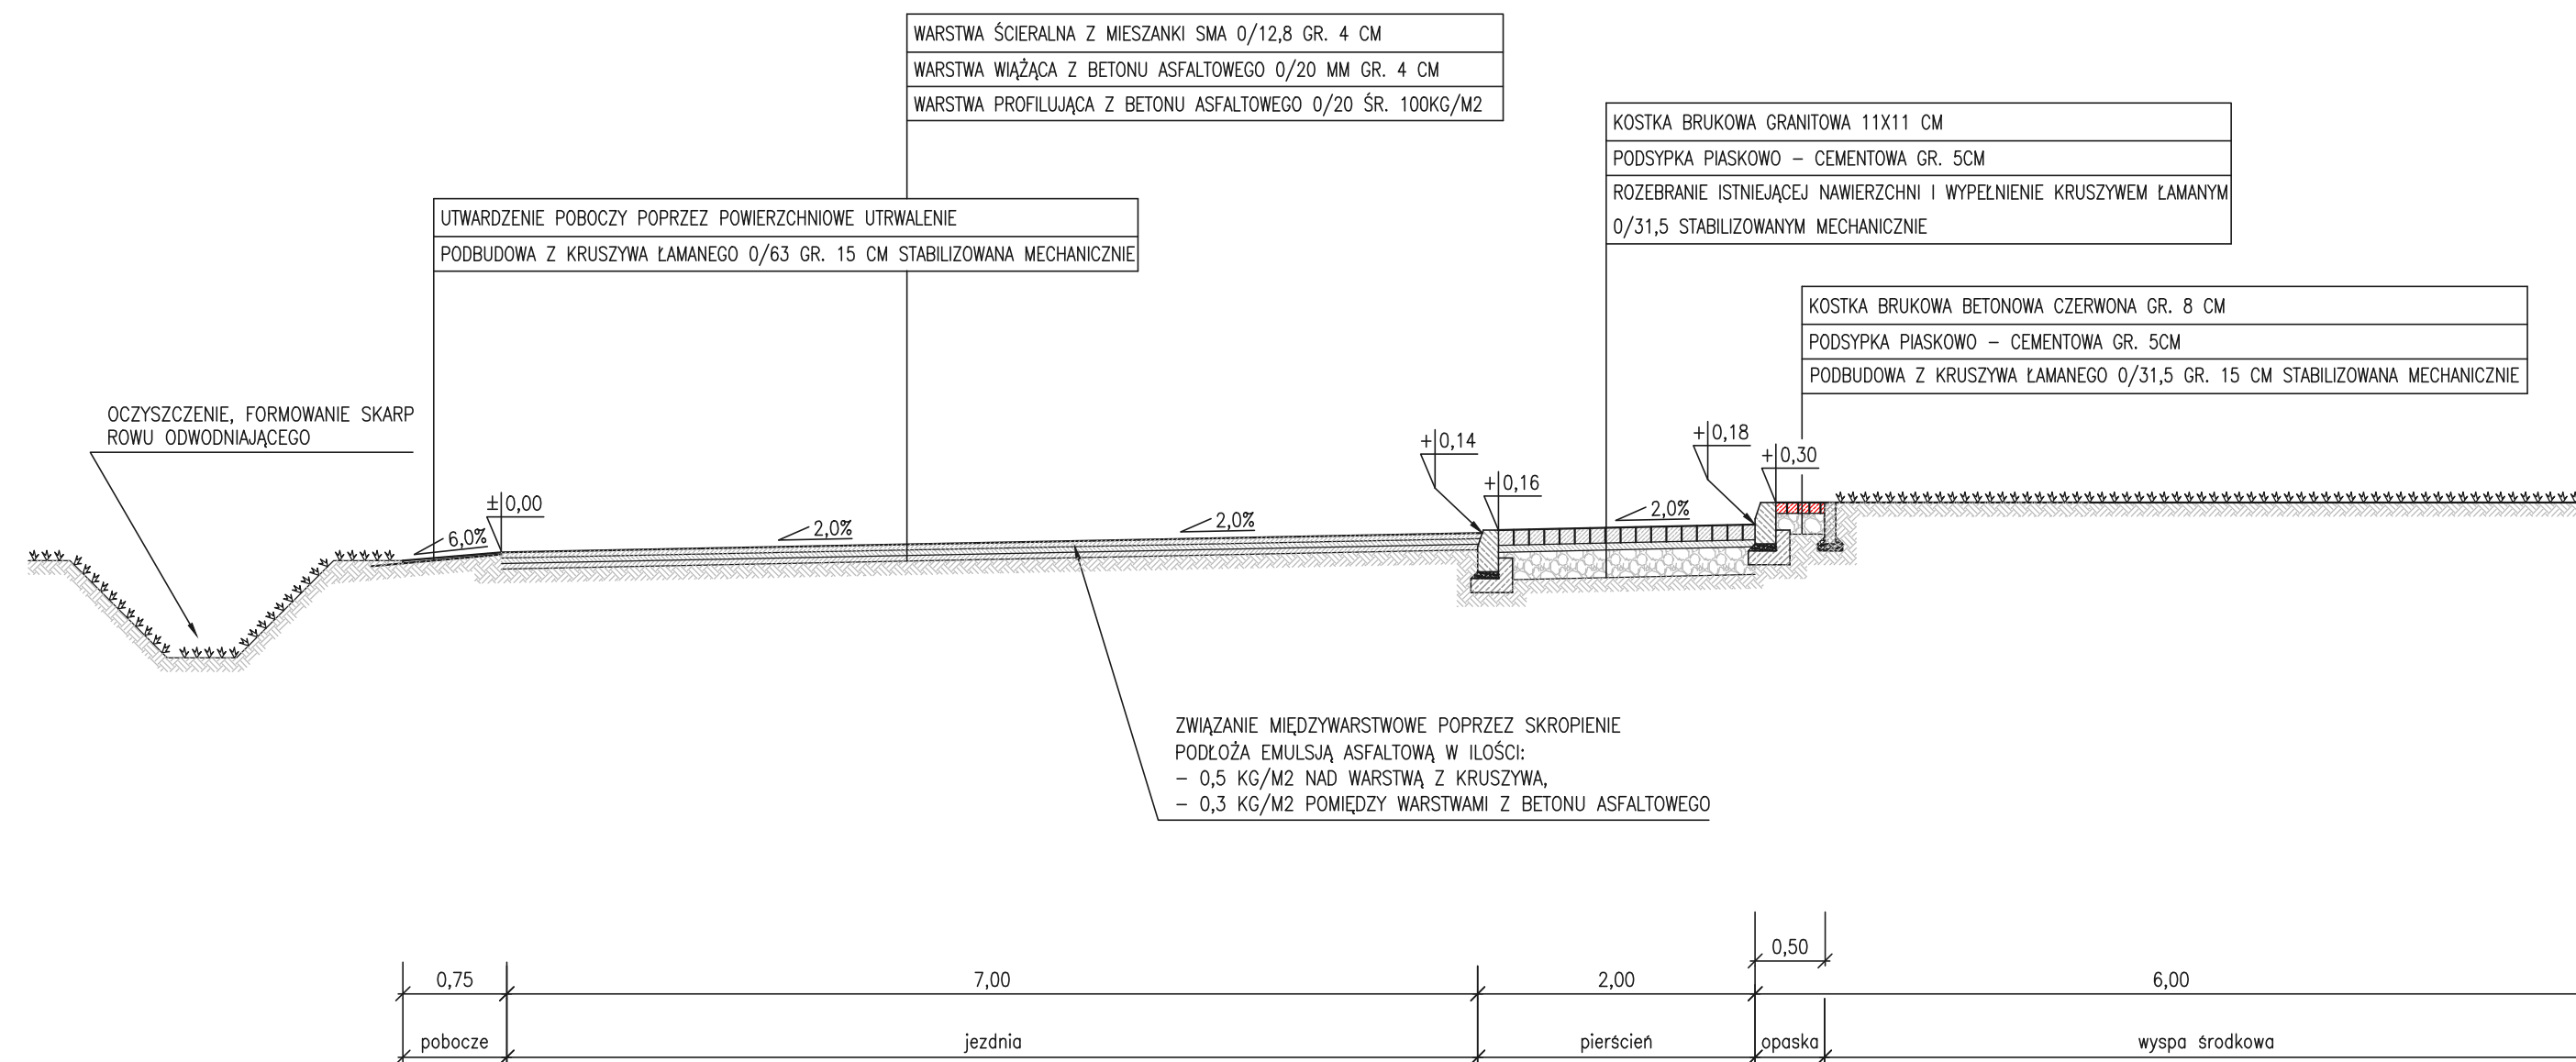 WARSTWA ŚCIERALNA Z MIESZANKI SMA 0/12,8 GR. 4 CM
WARSTWA WIĄŻĄCA Z BETONU ASFALTOWEGO 0/20 MM GR. 4 CM
WARSTWA PROFILUJĄCA Z BETONU ASFALTOWEGO 0/20 ŚR. 100KG/M2
KOSTKA BRUKOWA GRANITOWA 11X11 CM
PODSYPKA PIASKOWO – CEMENTOWA GR. 5CM
ROZEBRANIE ISTNIEJĄCEJ NAWIERZCHNI I WYPEŁNIENIE KRUSZYWEM ŁAMANYM
0/31,5 STABILIZOWANYM MECHANICZNIE
UTWARDZENIE POBOCZY POPRZEZ POWIERZCHNIOWE UTRWALENIE
PODBUDOWA Z KRUSZYWA ŁAMANEGO 0/63 GR. 15 CM STABILIZOWANA MECHANICZNIE
KOSTKA BRUKOWA BETONOWA CZERWONA GR. 8 CM
PODSYPKA PIASKOWO – CEMENTOWA GR. 5CM
PODBUDOWA Z KRUSZYWA ŁAMANEGO 0/31,5 GR. 15 CM STABILIZOWANA MECHANICZNIE
OCZYSZCZENIE, FORMOWANIE SKARP
ROWU ODWODNIAJĄCEGO
+0,14
+0,18
+0,30
+0,16
±0,00
6,0%
2,0%
2,0%
2,0%
ZWIĄZANIE MIĘDZYWARSTWOWE POPRZEZ SKROPIENIE
PODŁOŻA EMULSJĄ ASFALTOWĄ W ILOŚCI:
– 0,5 KG/M2 NAD WARSTWĄ Z KRUSZYWA,
– 0,3 KG/M2 POMIĘDZY WARSTWAMI Z BETONU ASFALTOWEGO
0,50
0,75
7,00
2,00
6,00
pobocze
jezdnia
pierścień
opaska
wyspa środkowa